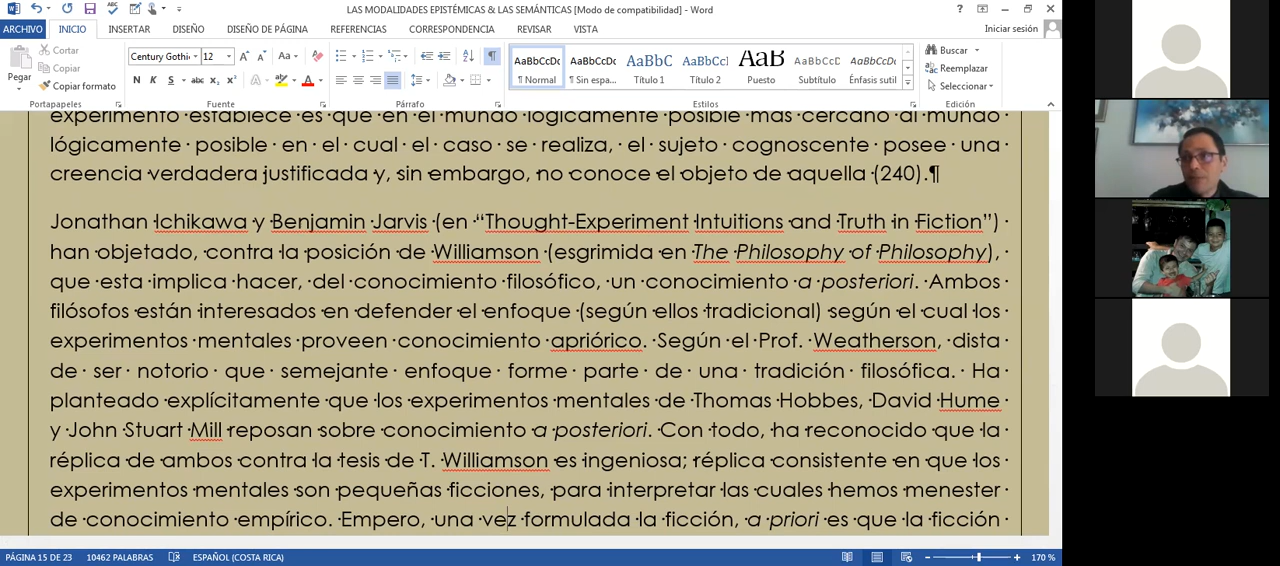 LAS MODALIDADES EPISTÉMICAS & LAS SEMÁNTICAS [Modo de compatibilidad] - Word
ARCHIVO INICIO INSERTAR DISEÑO DISEÑO DE PÁGINA REFERENCIAS CORRESPONDENCIA REVISAR VISTA Iniciar sesión
Pegar
Cortar
Copiar
Copiar formato
Portapapeles
Century Gothi 12
Fuente
Párrafo
AaBbCcDc AaBbCcDc AaBbC AaBbCcl AaB AaBbCcD AaBbCcDc
¶ Normal ¶ Sin espa... Título 1 Título 2 Puesto Subtítulo Énfasis sutil
Estilos
Buscar
Reemplazar
Seleccionar
Edición
experimento establece es que en el mundo lógicamente posible más cercano al mundo
lógicamente posible en el cual el caso se realiza, el sujeto cognoscente posee una
creencia verdadera justificada y, sin embargo, no conoce el objeto de aquella (240).¶
Jonathan Ichikawa y Benjamin Jarvis (en “Thought-Experiment Intuitions and Truth in Fiction”)
han objetado, contra la posición de Williamson (esgrimida en The Philosophy of Philosophy),
que esta implica hacer, del conocimiento filosófico, un conocimiento a posteriori. Ambos
filósofos están interesados en defender el enfoque (según ellos tradicional) según el cual los
experimentos mentales proveen conocimiento apriórico. Según el Prof. Weatherson, dista
de ser notorio que semejante enfoque forme parte de una tradición filosófica. Ha
planteado explícitamente que los experimentos mentales de Thomas Hobbes, David Hume
y John Stuart Mill reposan sobre conocimiento a posteriori. Con todo, ha reconocido que la
réplica de ambos contra la tesis de T. Williamson es ingeniosa; réplica consistente en que los
experimentos mentales son pequeñas ficciones, para interpretar las cuales hemos menester
de conocimiento empírico. Empero, una vez formulada la ficción, a priori es que la ficción
PÁGINA 15 DE 23 10462 PALABRAS ESPAÑOL (COSTA RICA) 170 %